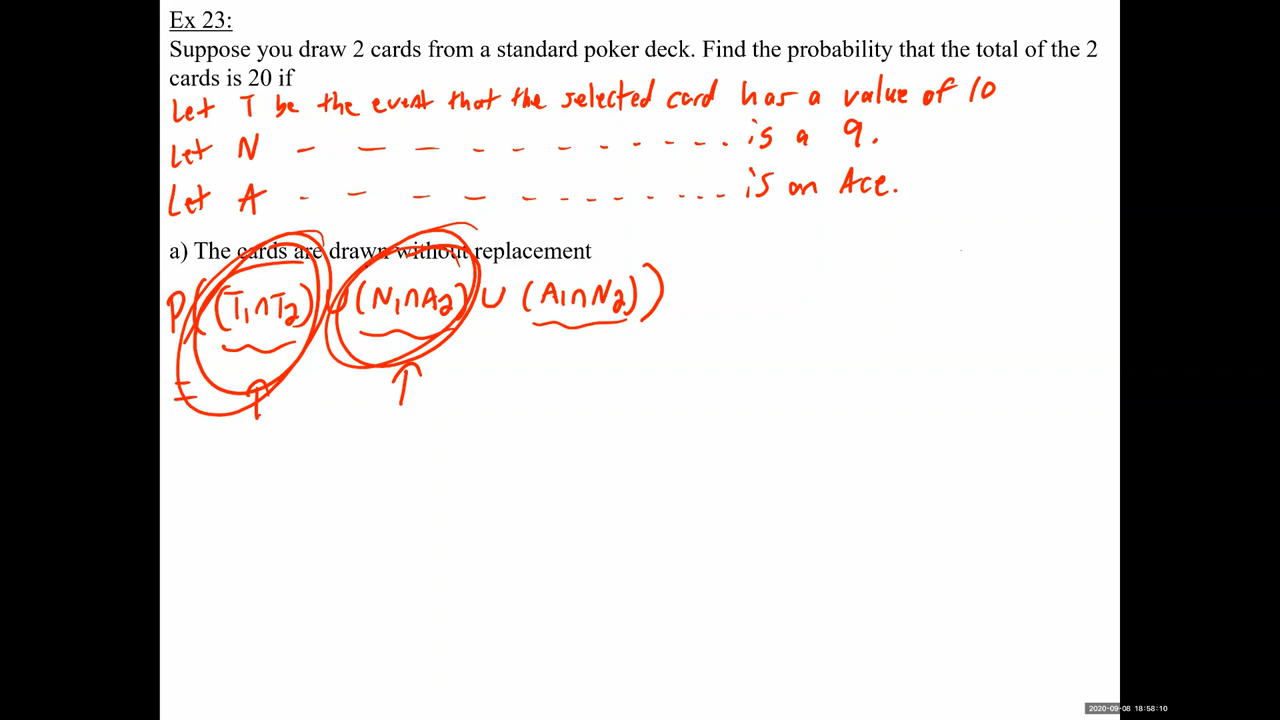 Ex 23:
Suppose you draw 2 cards from a standard poker deck. Find the probability that the total of the 2
cards is 20 if
Let T be the event that the selected card has a value of 10
Let N - - - - - - - - - - - - is a 9.
Let A - - - - - - - - - - - - is an Ace.
a) The cards are drawn without replacement
P((T₁∩T₂) ∪ (N₁∩A₂) ∪ (A₁∩N₂))
=
2020-09-08 18:58:10